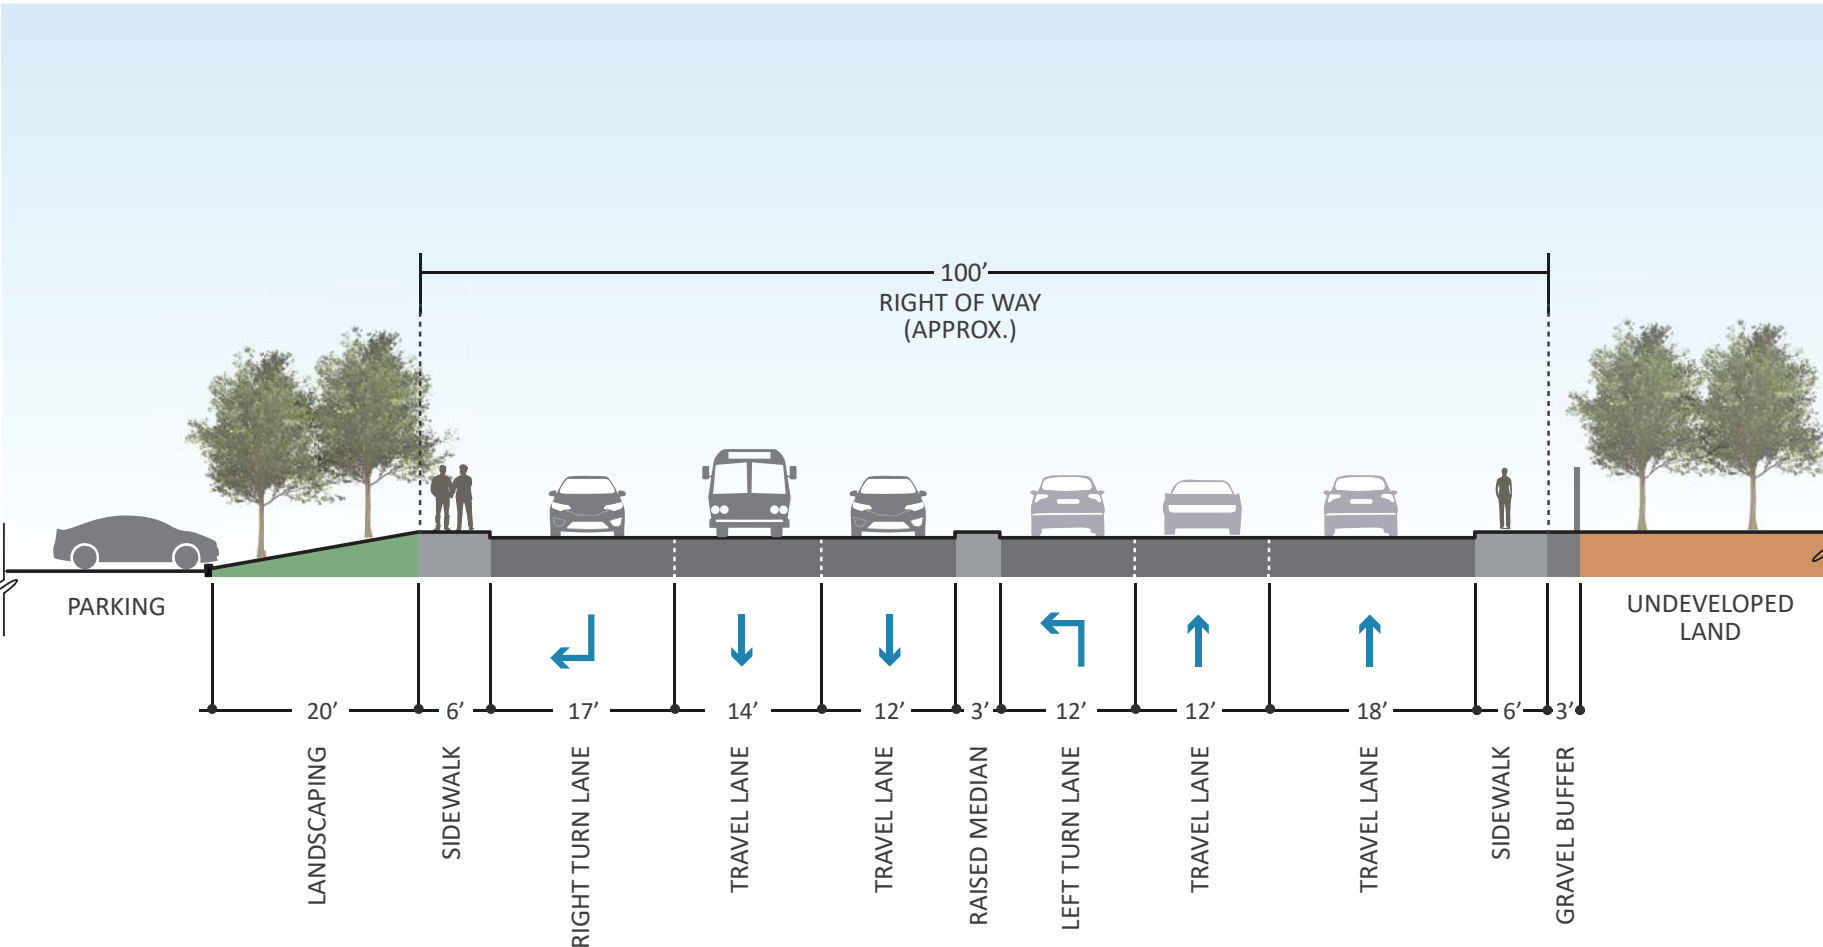 100’
RIGHT OF WAY
(APPROX.)
PARKING
UNDEVELOPED
LAND
20’
6’
17’
14’
12’
3’
12’
12’
18’
6’
3’
LANDSCAPING
SIDEWALK
RIGHT TURN LANE
TRAVEL LANE
TRAVEL LANE
RAISED MEDIAN
LEFT TURN LANE
TRAVEL LANE
TRAVEL LANE
SIDEWALK
GRAVEL BUFFER